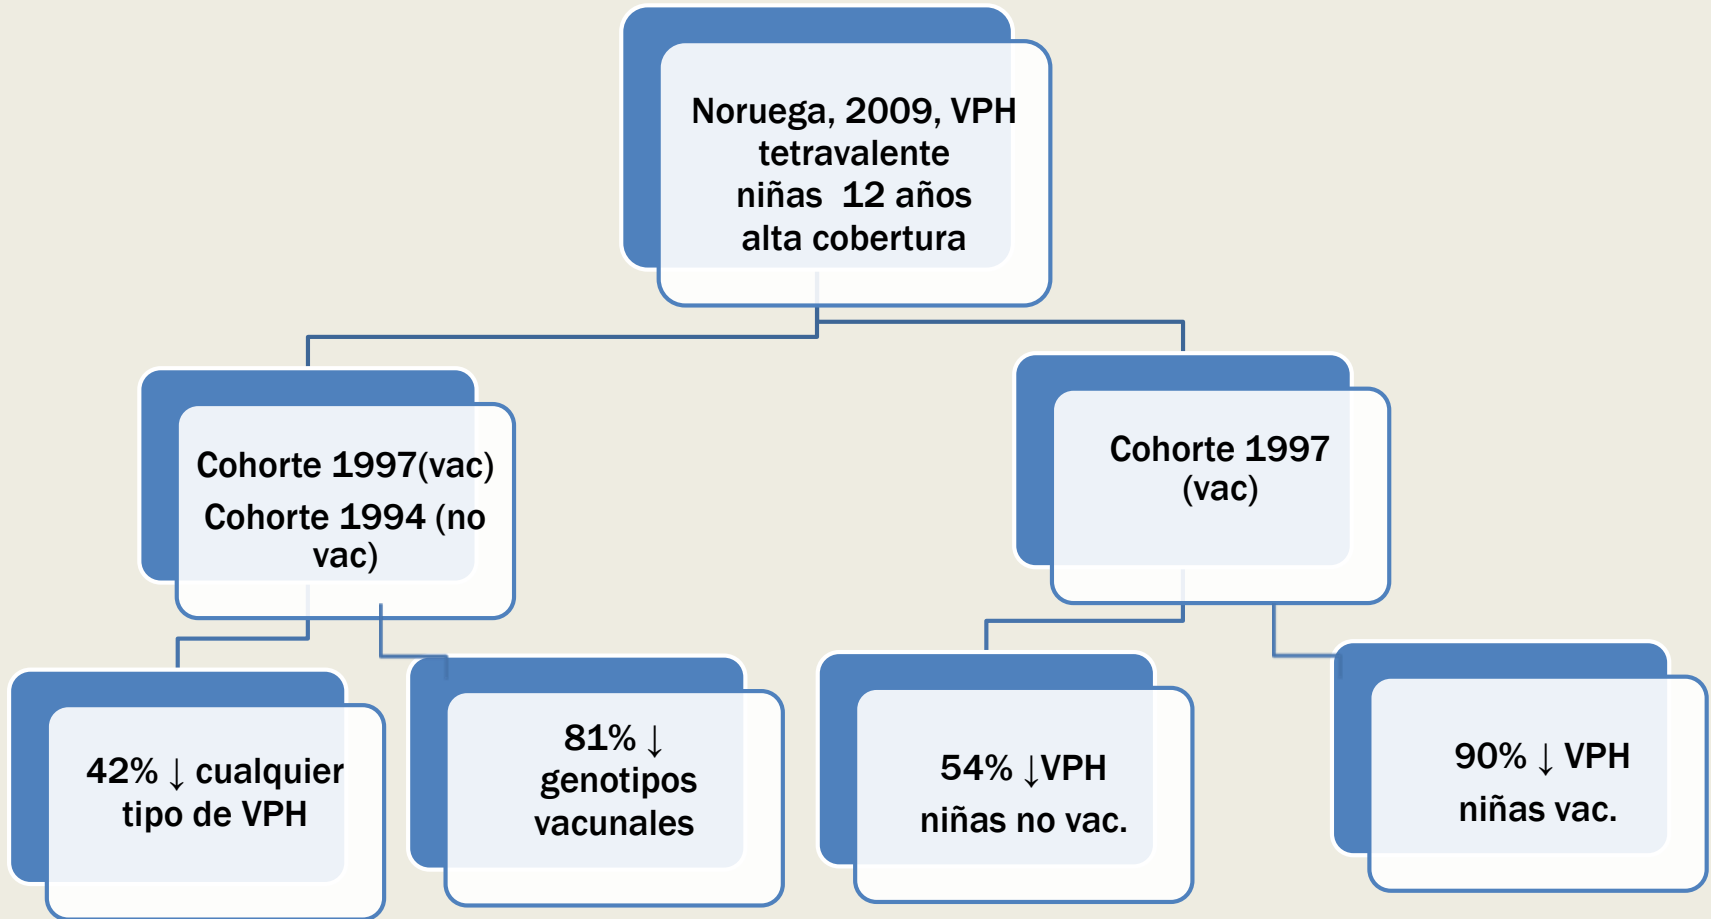 Noruega, 2009, VPH
tetravalente
niñas 12 años
alta cobertura
Cohorte 1997(vac)
Cohorte 1994 (no
vac)
Cohorte 1997
(vac)
42% ↓ cualquier
tipo de VPH
81% ↓
genotipos
vacunales
54% ↓VPH
niñas no vac.
90% ↓ VPH
niñas vac.